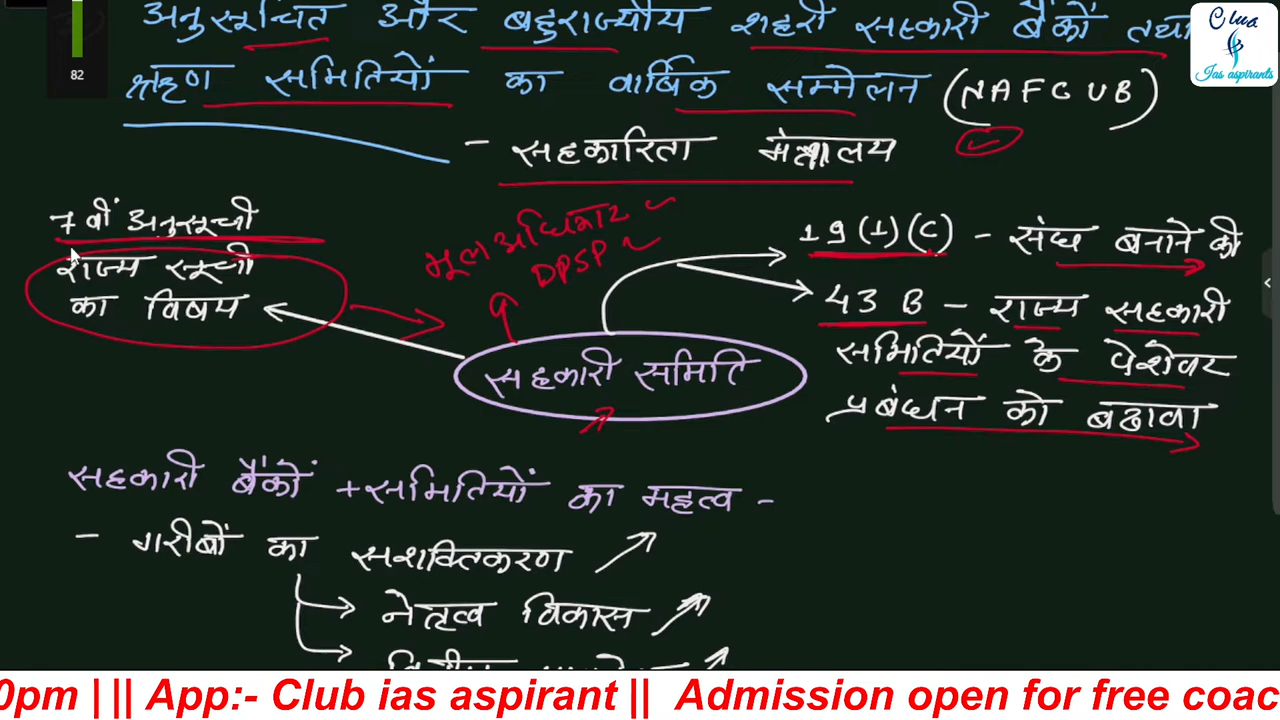 अनुसूचित और बहुराज्यीय शहरी सहकारी बैंकों तथा
ऋण समितियों का वार्षिक सम्मेलन (NAFCUB)
- सहकारिता मंत्रालय
82
Club
Ias aspirants
7 वीं अनुसूची
राज्य सूची
का विषय
मूल अधिकार
DPSP
19(1)(C) - संघ बनाने की
43 B - राज्य सहकारी
समितियों के पेशेवर
प्रबंधन को बढावा
सहकारी समिति
सहकारी बैंकों + समितियों का महत्व -
- गरीबों का सशक्तिकरण
नेतृत्व विकास
0pm | || App:- Club ias aspirant || Admission open for free coac